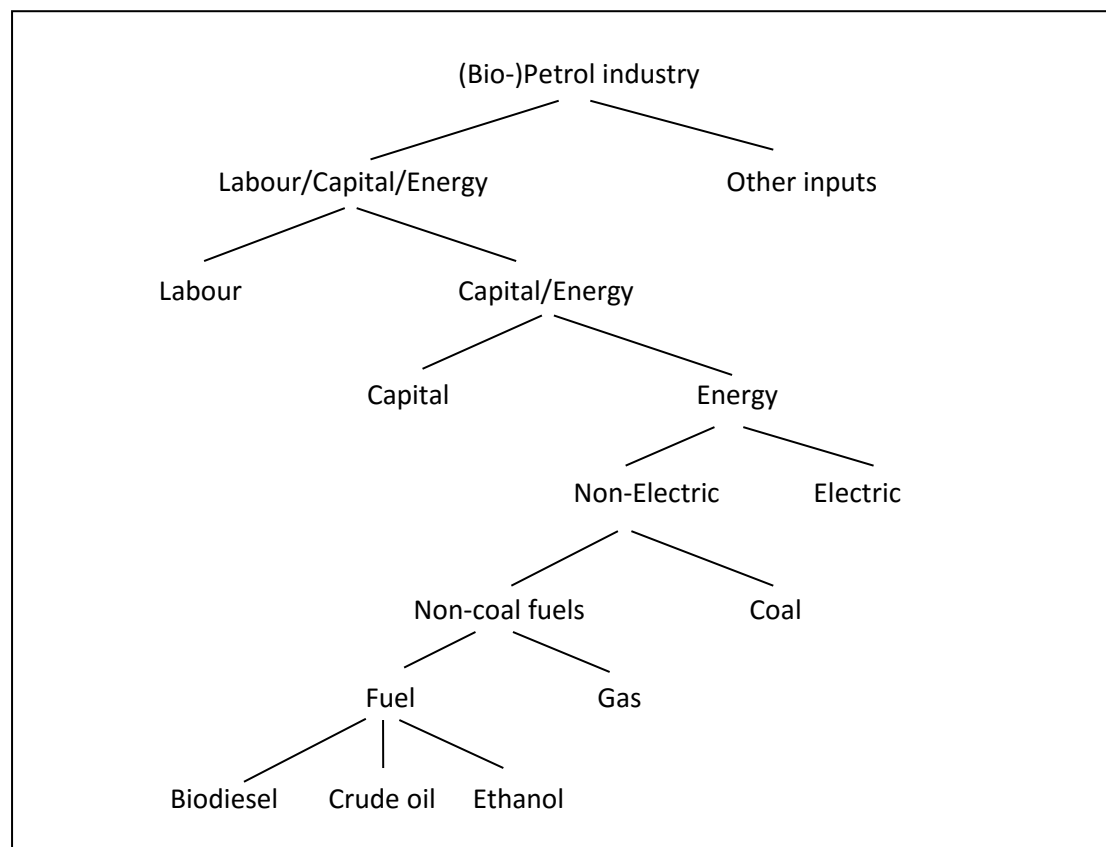 (Bio-)Petrol industry
Labour/Capital/Energy
Other inputs
Labour
Capital/Energy
Capital
Energy
Non-Electric
Electric
Non-coal fuels
Coal
Fuel
Gas
Biodiesel
Crude oil
Ethanol